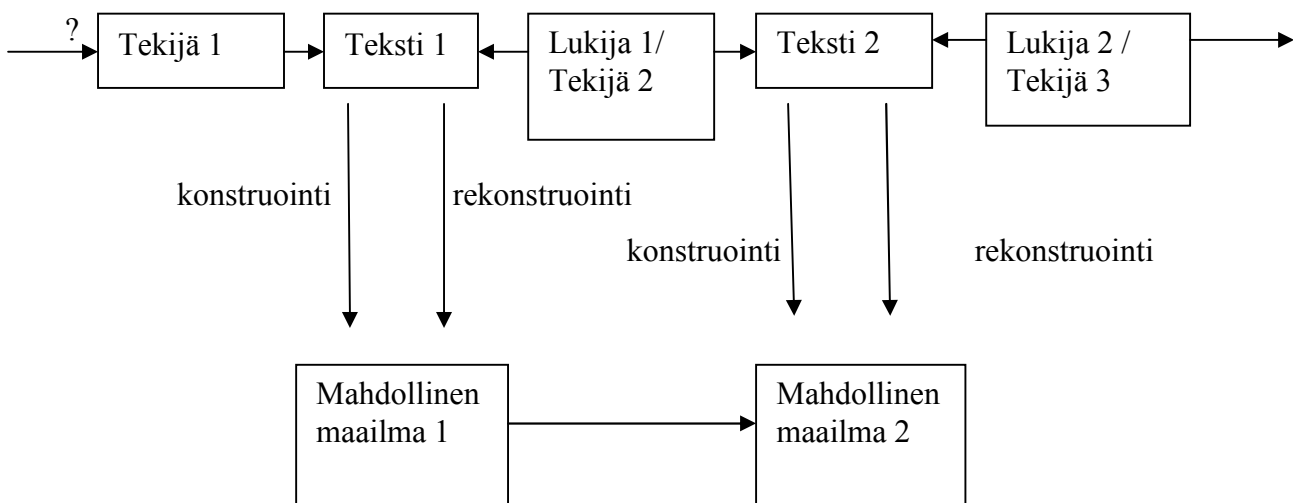 ?
Tekijä 1
Teksti 1
Lukija 1/
Tekijä 2
Teksti 2
Lukija 2 /
Tekijä 3
konstruointi
rekonstruointi
konstruointi
rekonstruointi
Mahdollinen
maailma 1
Mahdollinen
maailma 2